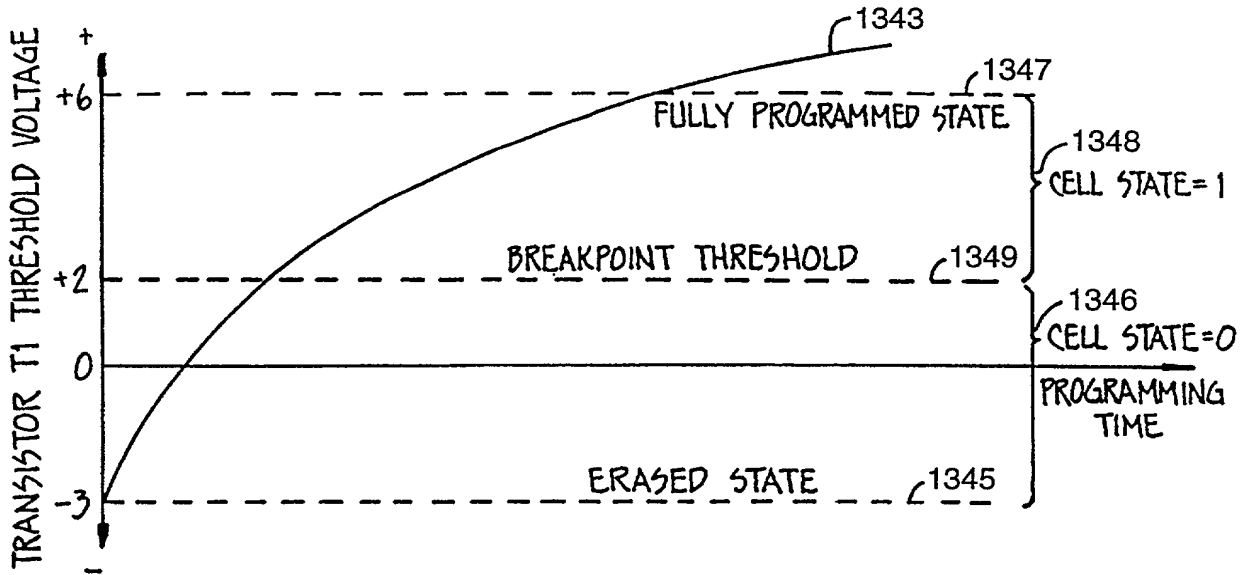 TRANSISTOR T1 THRESHOLD VOLTAGE
+
1343
+6
1347
FULLY PROGRAMMED STATE
1348
CELL STATE=1
BREAKPOINT THRESHOLD
1349
+2
1346
CELL STATE=0
0
PROGRAMMING
TIME
ERASED STATE
1345
-3
-